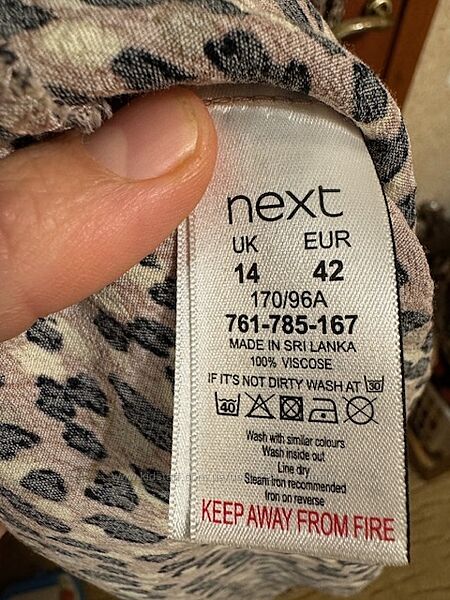 next
UK EUR
14 42
170/96A
761-785-167
MADE IN SRI LANKA
100% VISCOSE
IF IT'S NOT DIRTY WASH AT 30
40
Wash with similar colours
Wash inside out
Line dry
Steam iron recommended
Iron on reverse
KEEP AWAY FROM FIRE